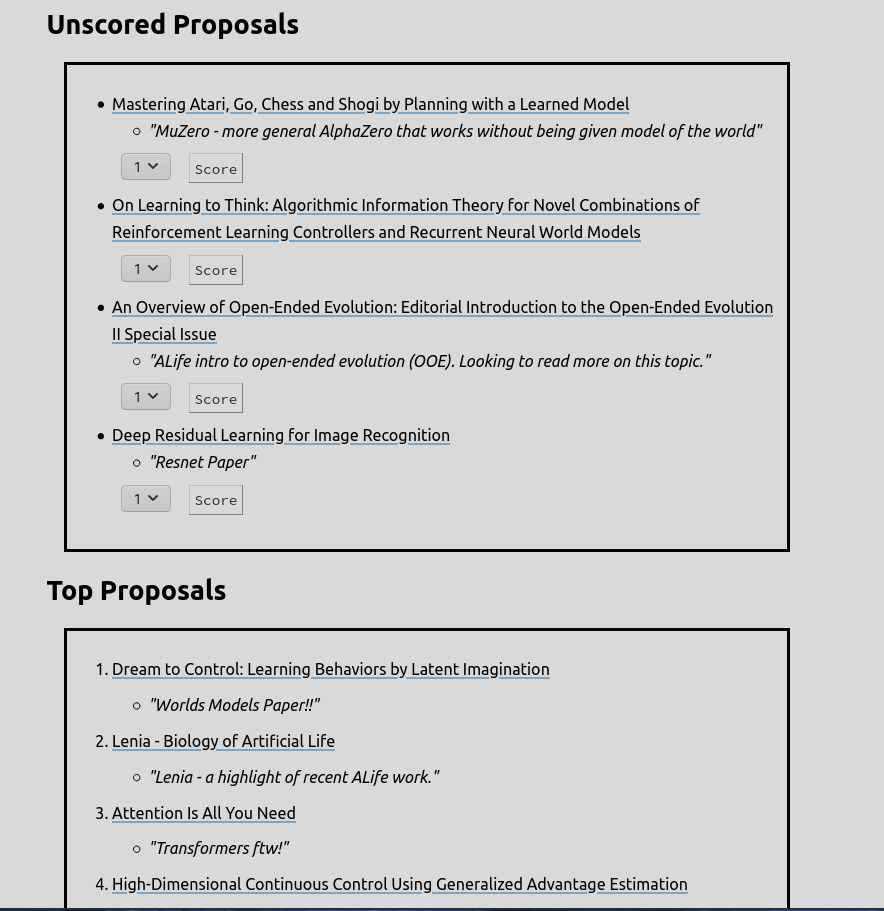 Unscored Proposals
Mastering Atari, Go, Chess and Shogi by Planning with a Learned Model
"MuZero - more general AlphaZero that works without being given model of the world"
1 Score
On Learning to Think: Algorithmic Information Theory for Novel Combinations of
Reinforcement Learning Controllers and Recurrent Neural World Models
1 Score
An Overview of Open-Ended Evolution: Editorial Introduction to the Open-Ended Evolution
II Special Issue
"ALife intro to open-ended evolution (OOE). Looking to read more on this topic."
1 Score
Deep Residual Learning for Image Recognition
"Resnet Paper"
1 Score
Top Proposals
1. Dream to Control: Learning Behaviors by Latent Imagination
"Worlds Models Paper!!"
2. Lenia - Biology of Artificial Life
"Lenia - a highlight of recent ALife work."
3. Attention Is All You Need
"Transformers ftw!"
4. High-Dimensional Continuous Control Using Generalized Advantage Estimation